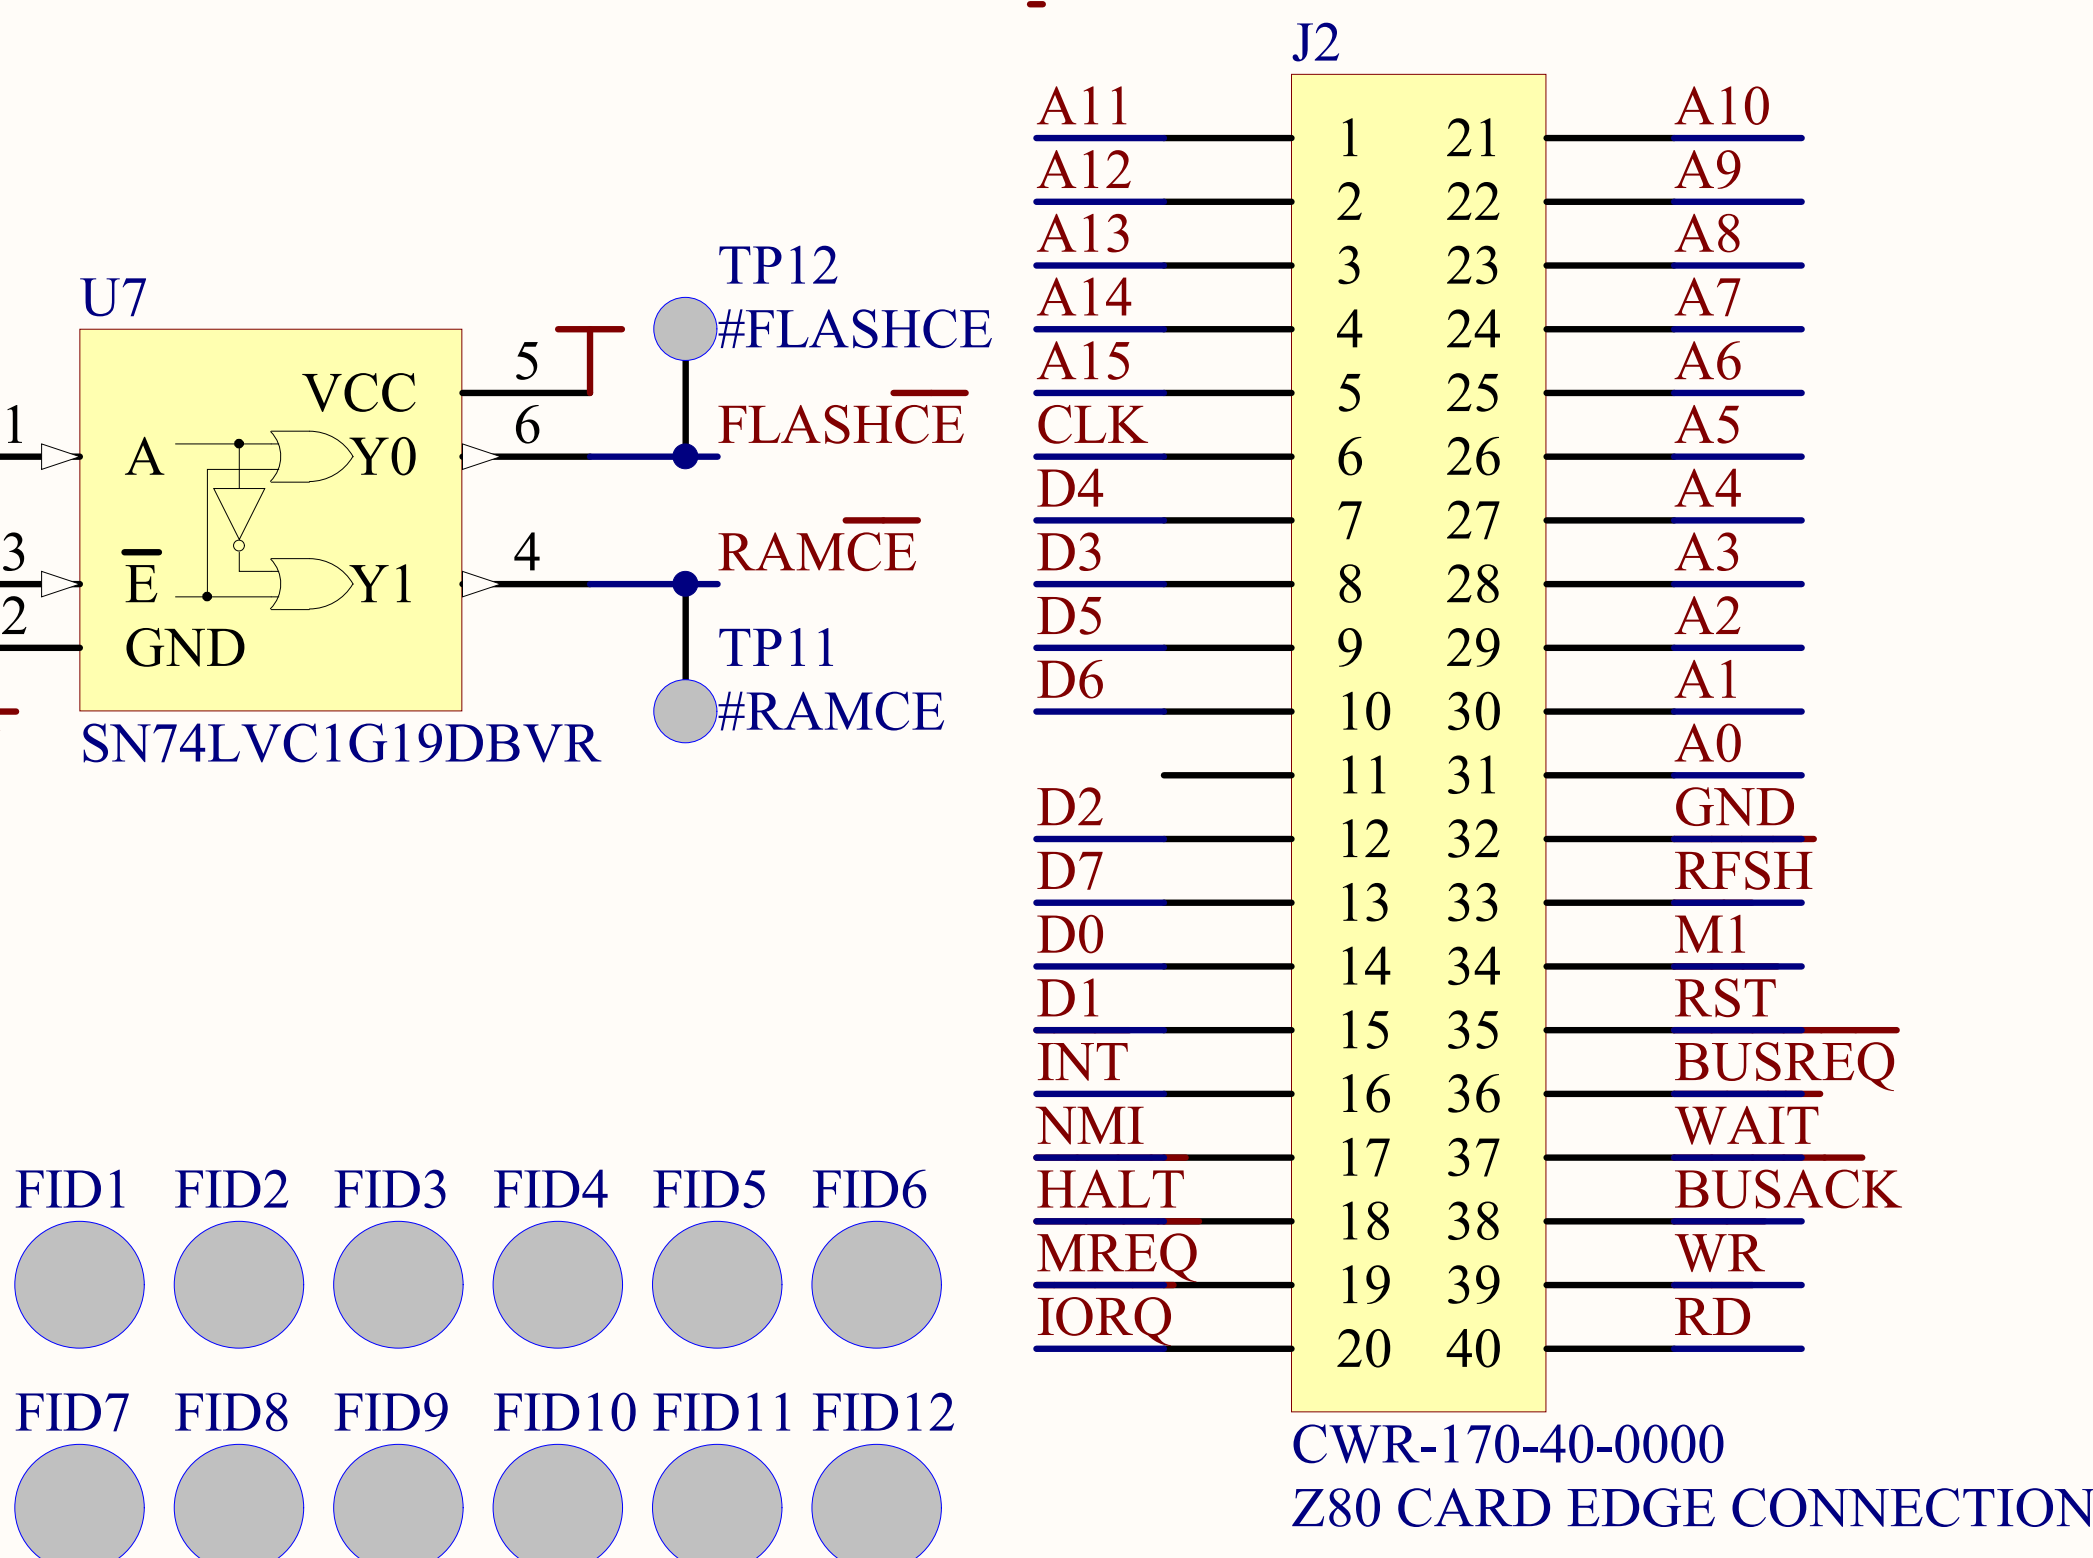 U7
1
3
2
A
E
GND
VCC
Y0
Y1
5
6
4
SN74LVC1G19DBVR
TP12
#FLASHCE
FLASHCE
RAMCE
TP11
#RAMCE
FID1 FID2 FID3 FID4 FID5 FID6
FID7 FID8 FID9 FID10 FID11 FID12
J2
A11 1 21 A10
A12 2 22 A9
A13 3 23 A8
A14 4 24 A7
A15 5 25 A6
CLK 6 26 A5
D4 7 27 A4
D3 8 28 A3
D5 9 29 A2
D6 10 30 A1
11 31 A0
D2 12 32 GND
D7 13 33 RFSH
D0 14 34 M1
D1 15 35 RST
INT 16 36 BUSREQ
NMI 17 37 WAIT
HALT 18 38 BUSACK
MREQ 19 39 WR
IORQ 20 40 RD
CWR-170-40-0000
Z80 CARD EDGE CONNECTION